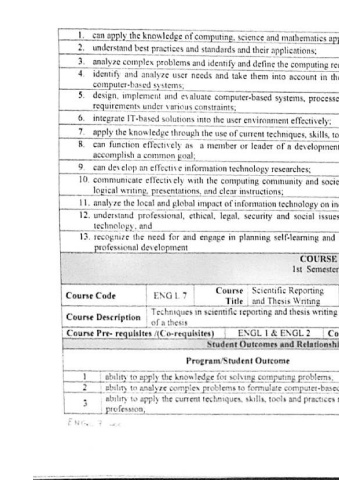 1. can apply the knowledge of computing, science and mathematics app
2. understand best practices and standards and their applications;
3. analyze complex problems and identify and define the computing re
4. identify and analyze user needs and take them into account in th
computer-based systems;
5. design, implement and evaluate computer-based systems, processe
requirements under various constraints;
6. integrate IT-based solutions into the user environment effectively;
7. apply the knowledge through the use of current techniques, skills, to
8. can function effectively as a member or leader of a development
accomplish a common goal;
9. can develop an effective information technology researches;
10. communicate effectively with the computing community and socie
logical writing, presentations, and clear instructions;
11. analyze the local and global impact of information technology on in
12. understand professional, ethical, legal, security and social issues
technology, and
13. recognize the need for and engage in planning self-learning and
professional development
COURSE
1st Semester
Course Code ENGL 7 Course Title Scientific Reporting and Thesis Writing
Course Description Techniques in scientific reporting and thesis writing
of a thesis
Course Pre- requisites /(Co-requisites) ENGL 1 & ENGL 2 Co
Student Outcomes and Relationshi
Program/Student Outcome
1 ability to apply the knowledge for solving computing problems,
2 ability to analyze complex problems to formulate computer-based
3 ability to apply the current techniques, skills, tools and practices
profession,